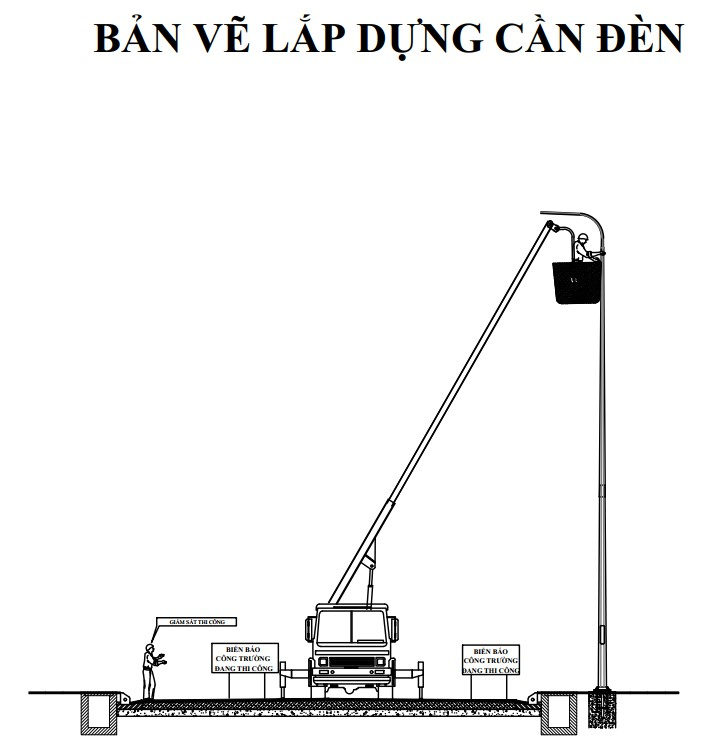 BẢN VẼ LẮP DỰNG CẦN ĐÈN
GIÁM SÁT THI CÔNG
BIỂN BÁO
CÔNG TRƯỜNG
ĐANG THI CÔNG
BIỂN BÁO
CÔNG TRƯỜNG
ĐANG THI CÔNG